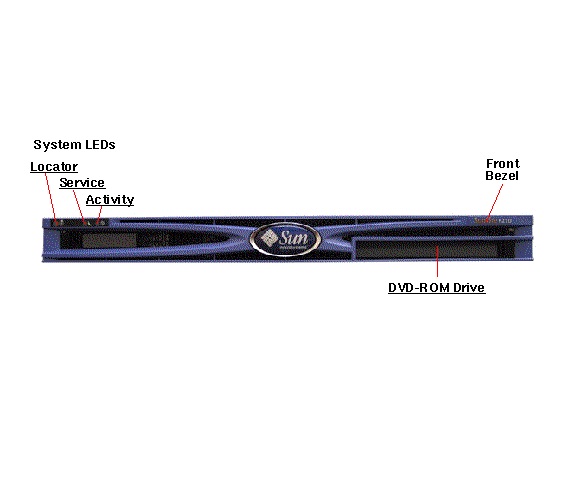 System LEDs
Locator
Service
Activity
Front
Bezel
Sun
DVD-ROM Drive